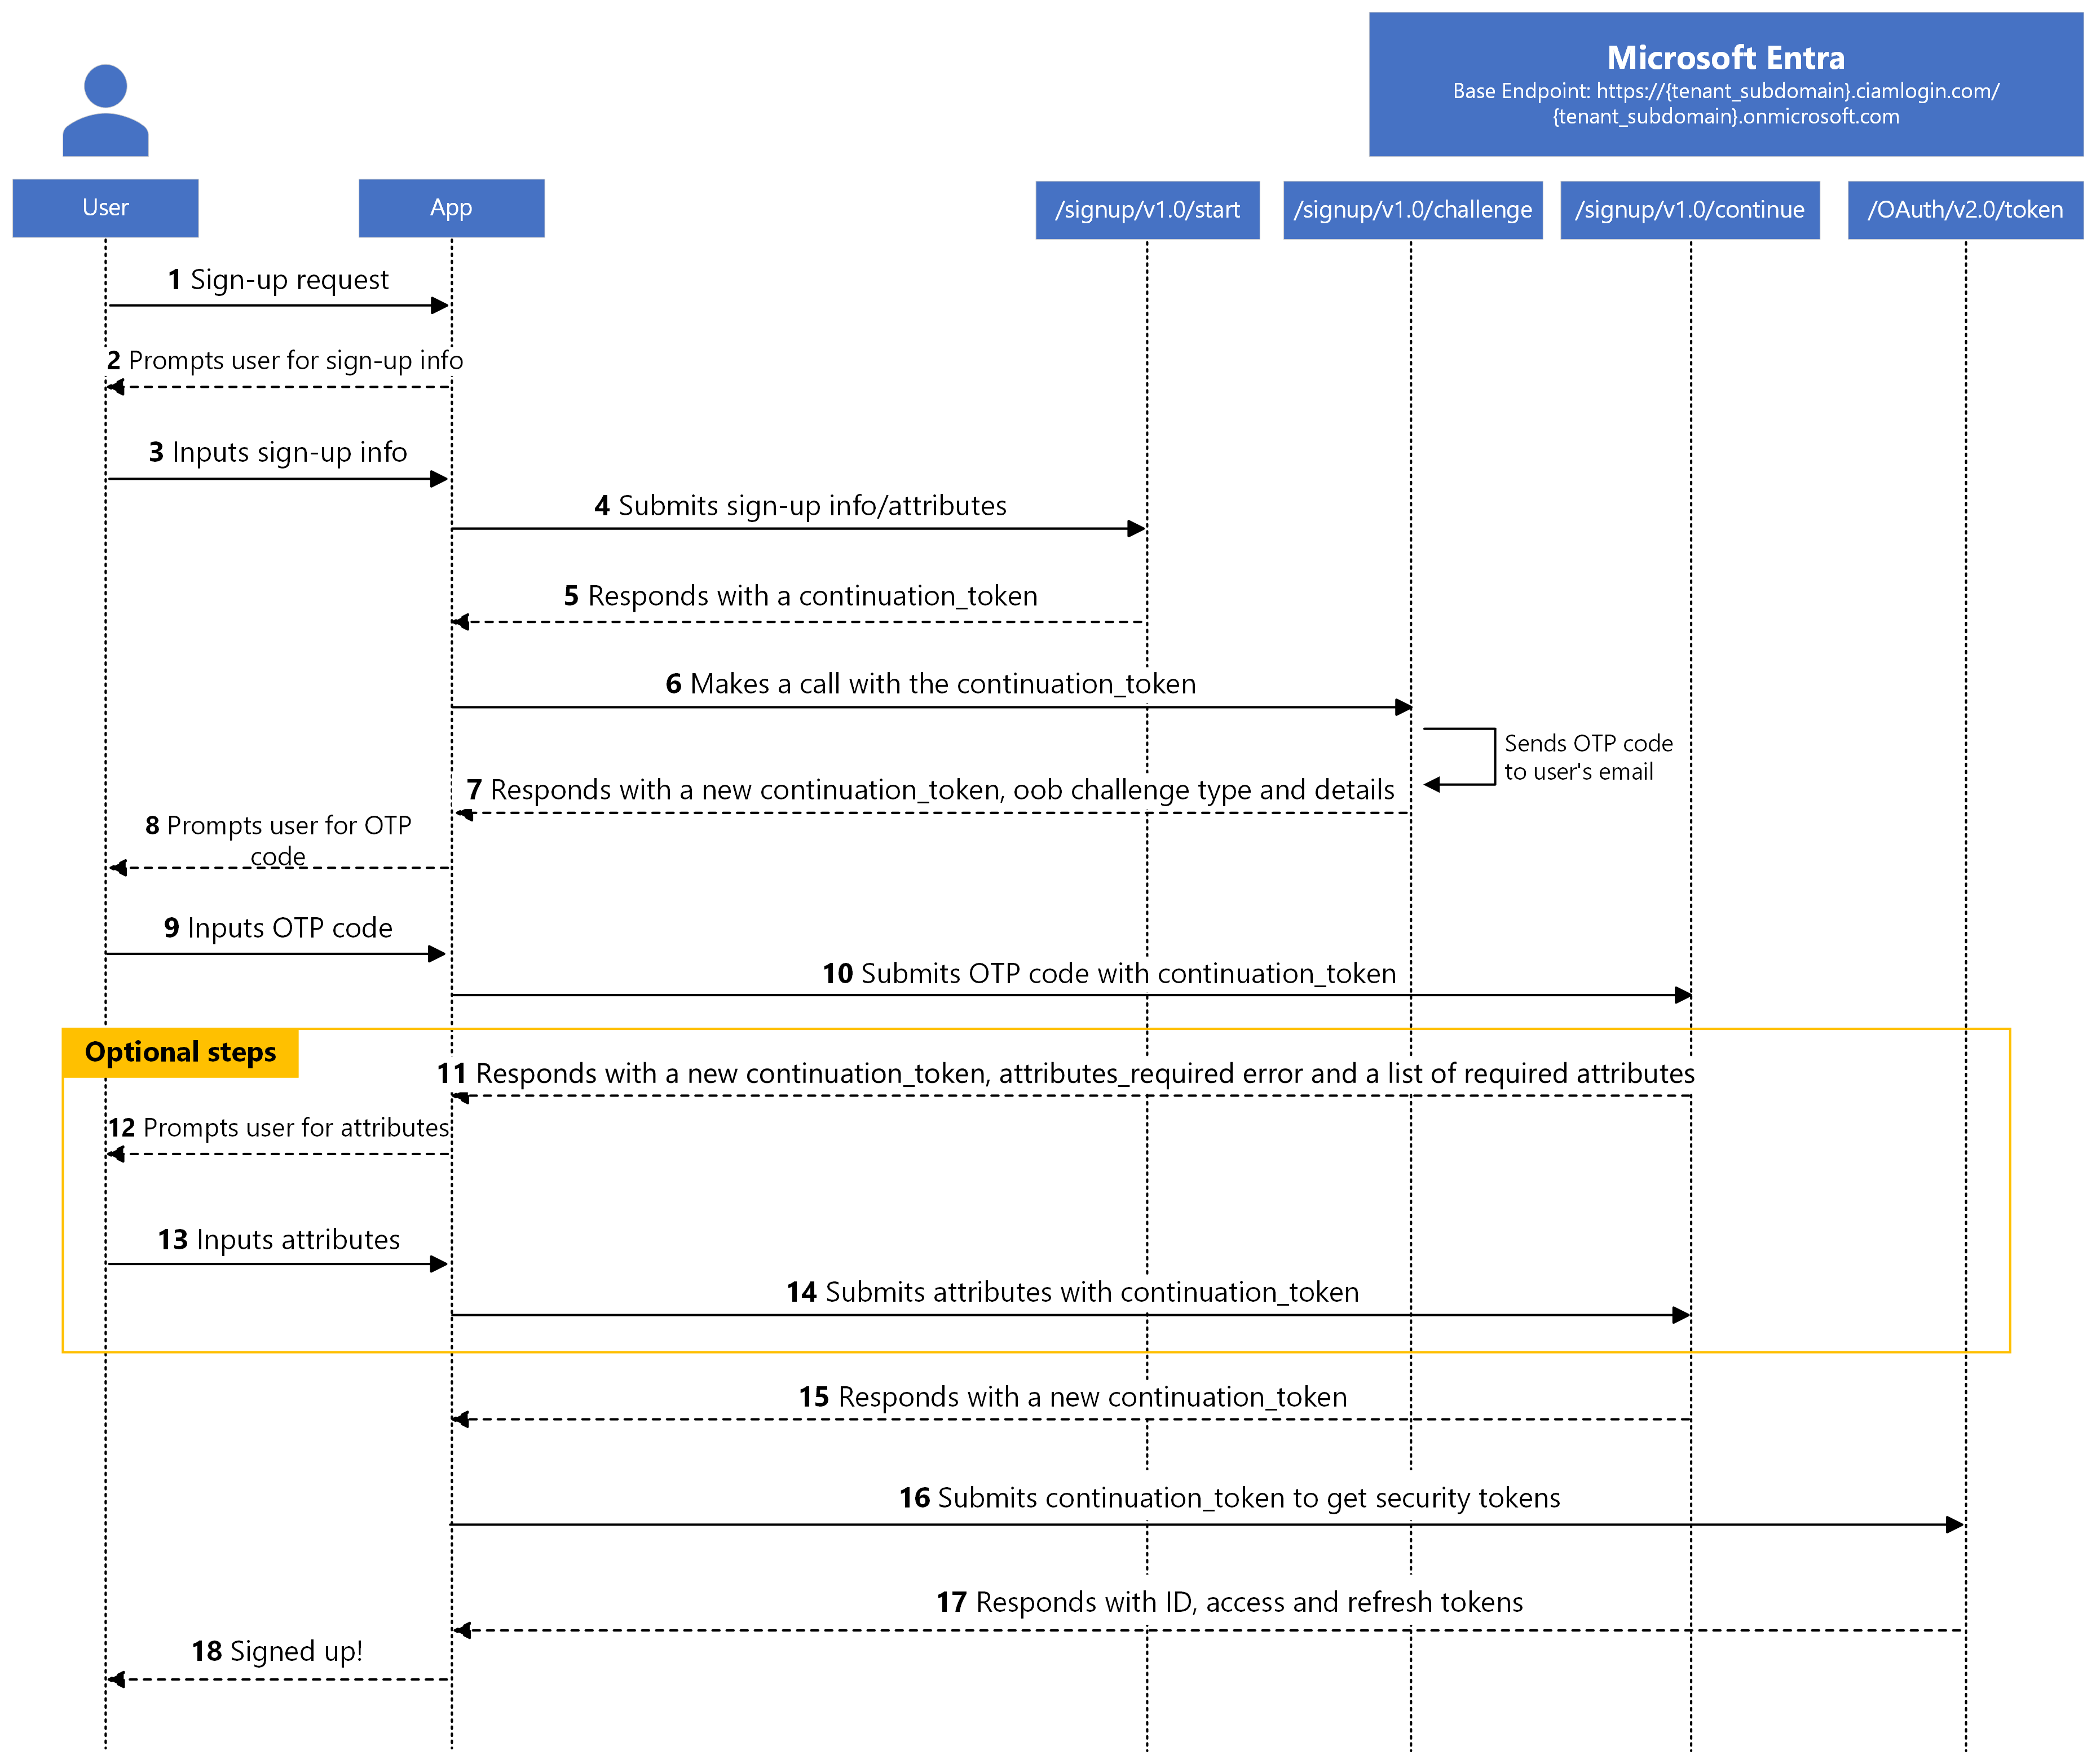 Microsoft Entra
Base Endpoint: https://{tenant_subdomain}.ciamlogin.com/
{tenant_subdomain}.onmicrosoft.com
User
App
/signup/v1.0/start
/signup/v1.0/challenge
/signup/v1.0/continue
/OAuth/v2.0/token
1 Sign-up request
2 Prompts user for sign-up info
3 Inputs sign-up info
4 Submits sign-up info/attributes
5 Responds with a continuation_token
6 Makes a call with the continuation_token
Sends OTP code
to user's email
7 Responds with a new continuation_token, oob challenge type and details
8 Prompts user for OTP
code
9 Inputs OTP code
10 Submits OTP code with continuation_token
Optional steps
11 Responds with a new continuation_token, attributes_required error and a list of required attributes
12 Prompts user for attributes
13 Inputs attributes
14 Submits attributes with continuation_token
15 Responds with a new continuation_token
16 Submits continuation_token to get security tokens
17 Responds with ID, access and refresh tokens
18 Signed up!